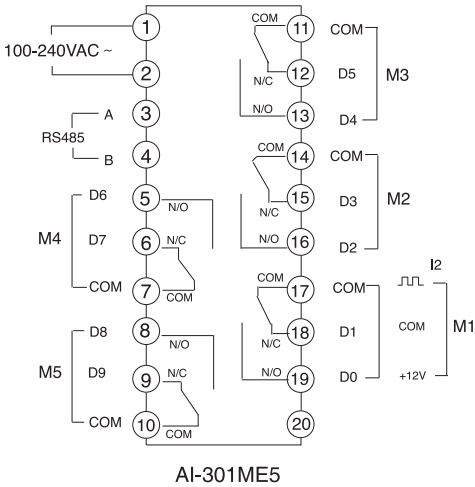 1 COM 11 COM
100-240VAC ~
2 N/C 12 D5 M3
A 3 N/O 13 D4
RS485
B 4 COM 14 COM
D6 5 N/O N/C 15 D3 M2
M4 D7 6 N/C N/O 16 D2
COM 7 COM COM 17 COM I2
D8 8 N/O N/C 18 D1 COM M1
M5 D9 9 N/C N/O 19 D0 +12V
COM 10 COM 20
AI-301ME5